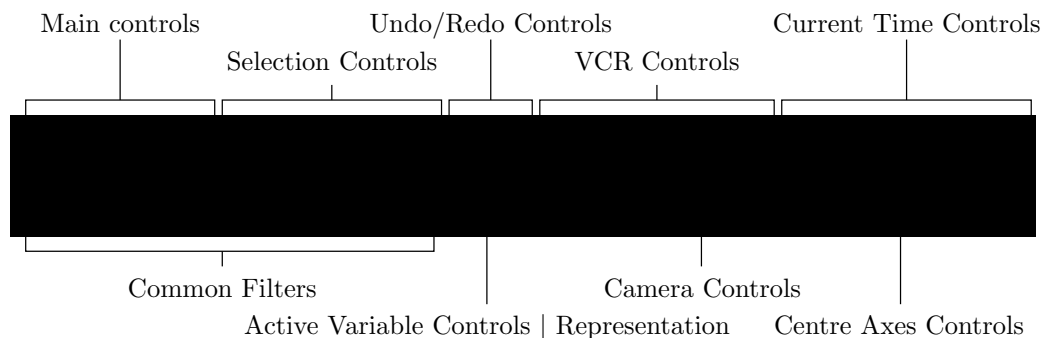 Main controls
Undo/Redo Controls
Current Time Controls
Selection Controls
VCR Controls
Common Filters
Camera Controls
Active Variable Controls | Representation
Centre Axes Controls